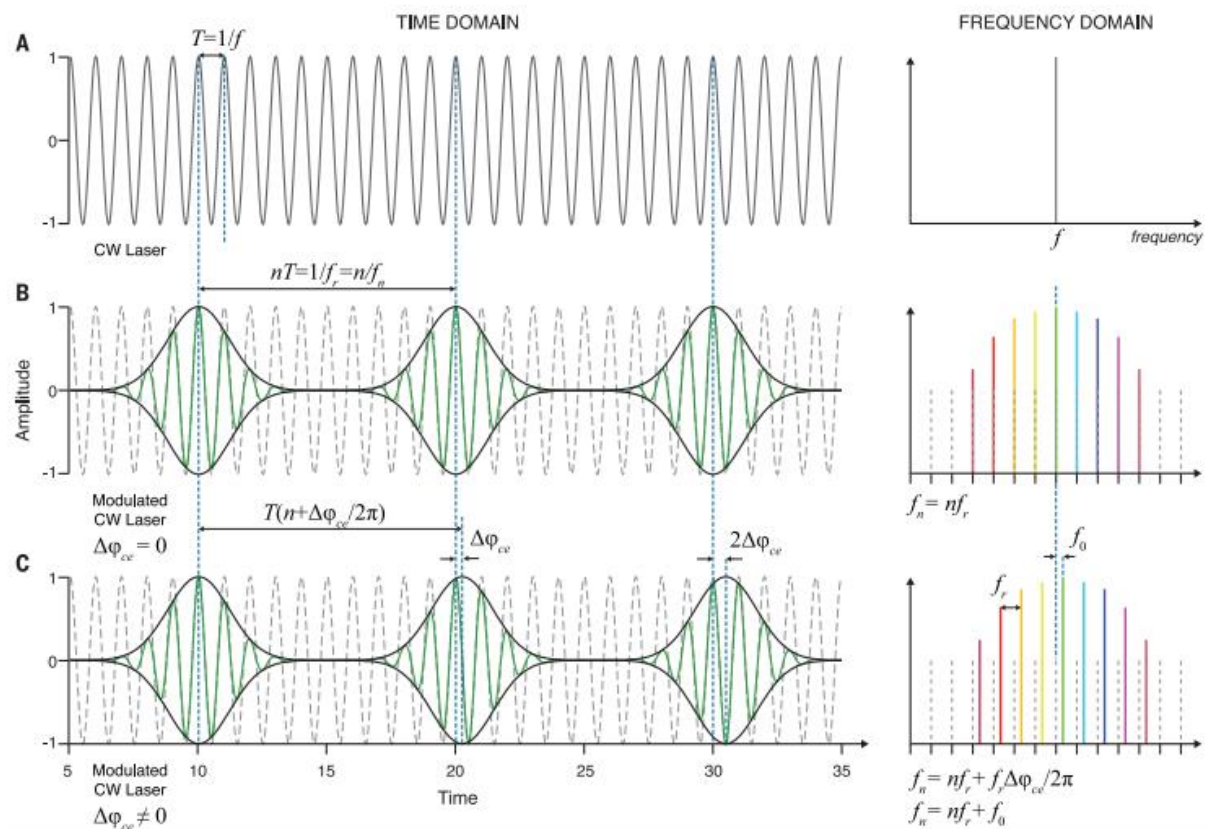 TIME DOMAIN
FREQUENCY DOMAIN
A
T=1/f
1
0
-1
CW Laser
f
frequency
B
nT=1/f_r=n/f_n
1
0
-1
Amplitude
Modulated
CW Laser
Δφ_ce = 0
f_n = nf_r
C
T(n+Δφ_ce/2π)
Δφ_ce
2Δφ_ce
f_0
f_r
1
0
-1
5 10 15 20 25 30 35
Time
Modulated
CW Laser
Δφ_ce ≠ 0
f_n = nf_r + f_rΔφ_ce/2π
f_n = nf_r + f_0